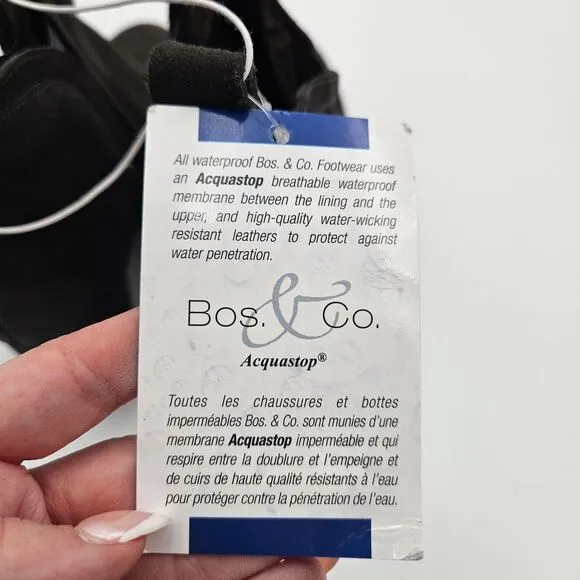 All waterproof Bos. & Co. Footwear uses
an Acquastop breathable waterproof
membrane between the lining and the
upper, and high-quality water-wicking
resistant leathers to protect against
water penetration.
Bos. & Co.
Acquastop®
Toutes les chaussures et bottes
imperméables Bos. & Co. sont munies d'une
membrane Acquastop imperméable et qui
respire entre la doublure et l'empeigne et
de cuirs de haute qualité résistants à l'eau
pour protéger contre la pénétration de l'eau.